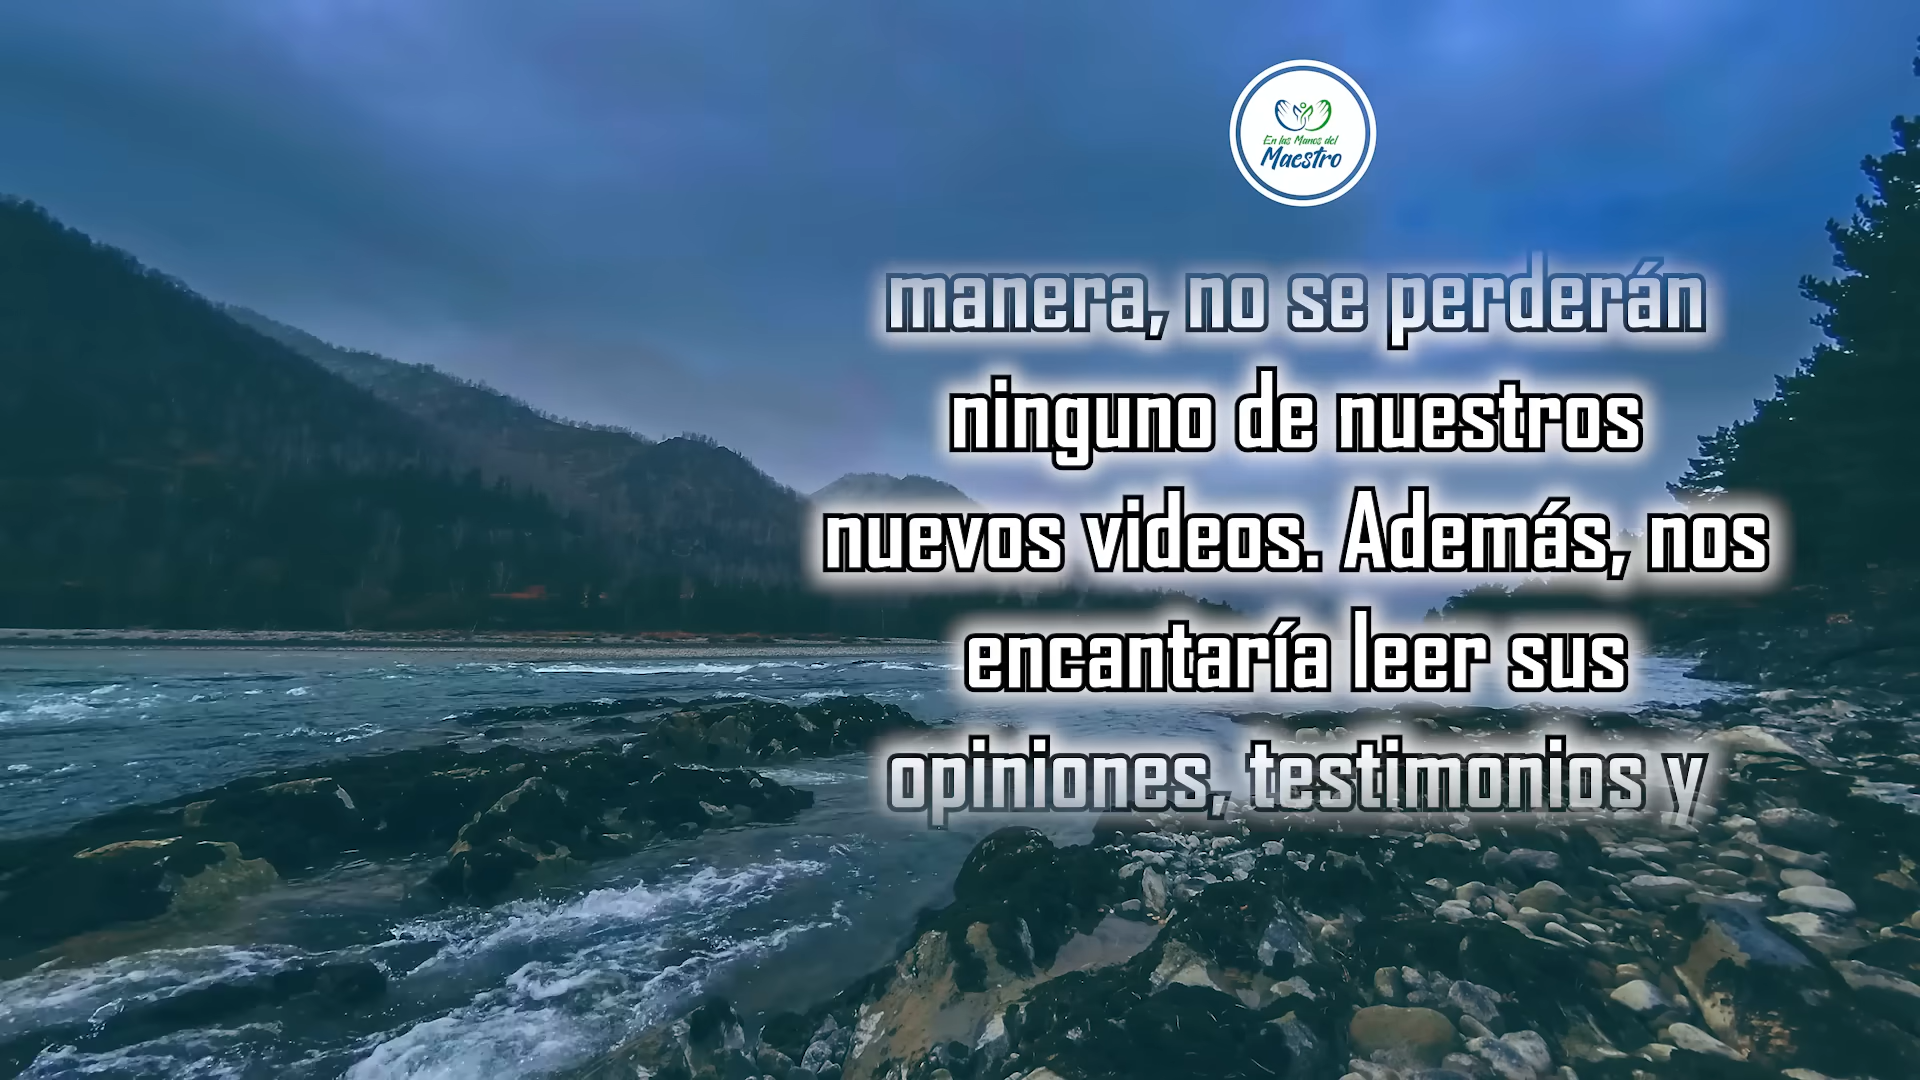 En las Manos del
Maestro
manera, no se perderán
ninguno de nuestros
nuevos videos. Además, nos
encantaría leer sus
opiniones, testimonios y